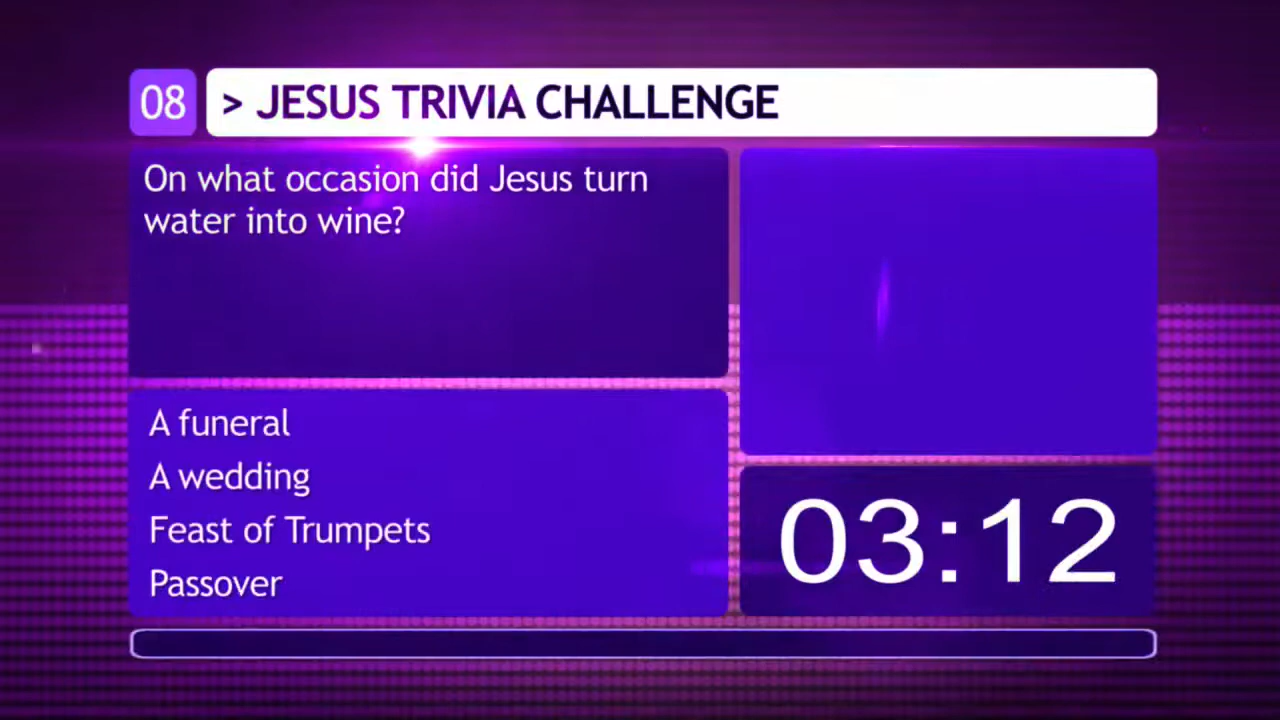 08
> JESUS TRIVIA CHALLENGE
On what occasion did Jesus turn
water into wine?
A funeral
A wedding
Feast of Trumpets
Passover
03:12